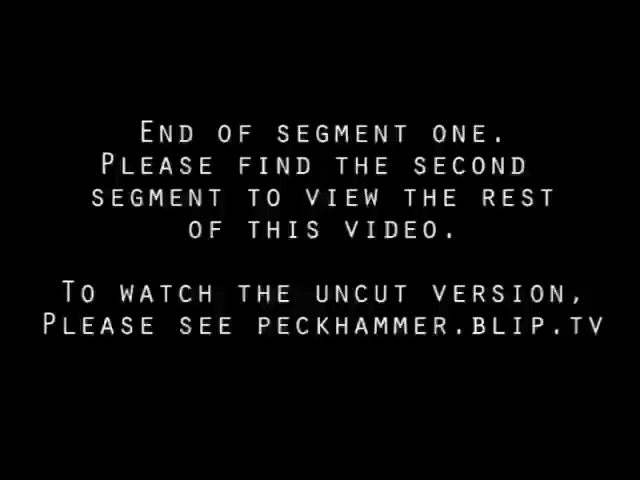 End of segment one.
Please find the second
segment to view the rest
of this video.
To watch the uncut version,
Please see peckhammer.blip.tv